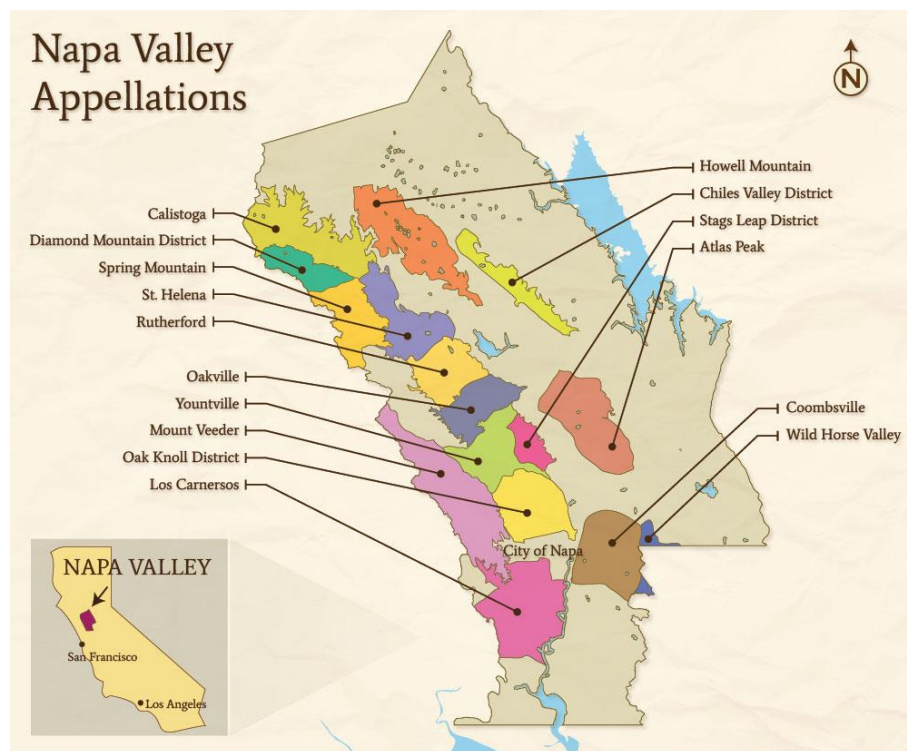 Napa Valley
Appellations
N
Howell Mountain
Chiles Valley District
Stags Leap District
Atlas Peak
Calistoga
Diamond Mountain District
Spring Mountain
St. Helena
Rutherford
Oakville
Yountville
Mount Veeder
Oak Knoll District
Los Carnersos
Coombsville
Wild Horse Valley
City of Napa
NAPA VALLEY
San Francisco
Los Angeles